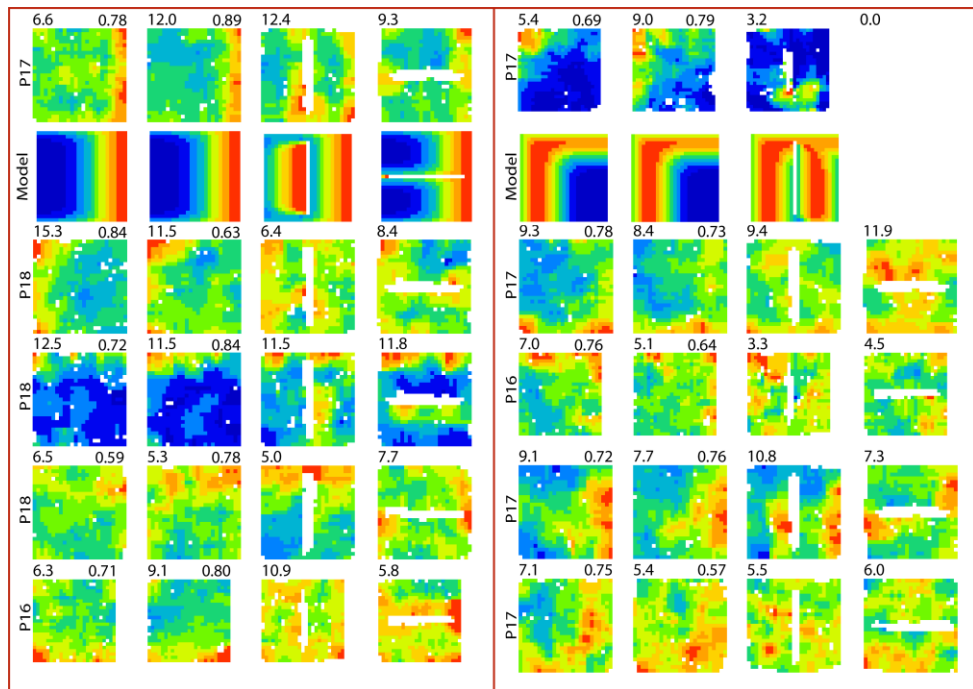 6.6 0.78 12.0 0.89 12.4 9.3
P17
Model
15.3 0.84 11.5 0.63 6.4 8.4
P18
12.5 0.72 11.5 0.84 11.5 11.8
P18
6.5 0.59 5.3 0.78 5.0 7.7
P18
6.3 0.71 9.1 0.80 10.9 5.8
P16
5.4 0.69 9.0 0.79 3.2 0.0
P17
Model
9.3 0.78 8.4 0.73 9.4 11.9
P17
7.0 0.76 5.1 0.64 3.3 4.5
P16
9.1 0.72 7.7 0.76 10.8 7.3
P17
7.1 0.75 5.4 0.57 5.5 6.0
P17